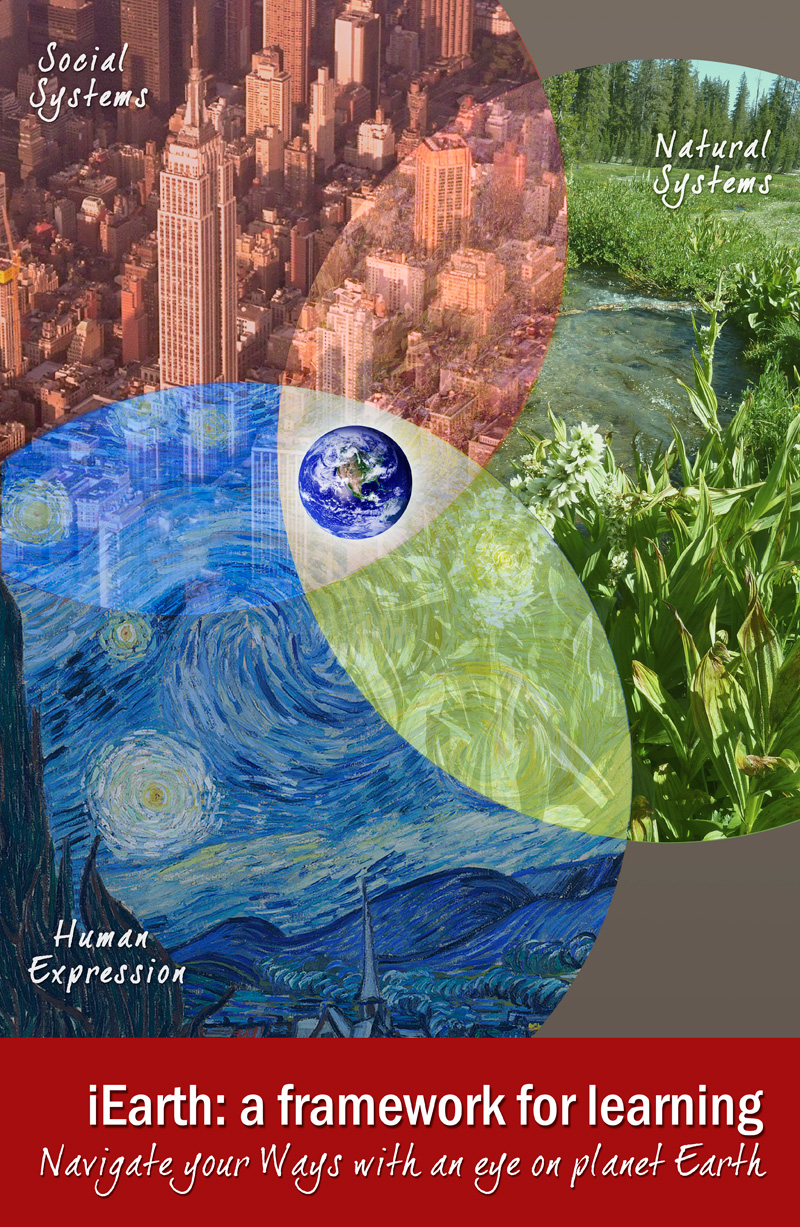 Social
Systems
Natural
Systems
Human
Expression
iEarth: a framework for learning
Navigate your Ways with an eye on planet Earth